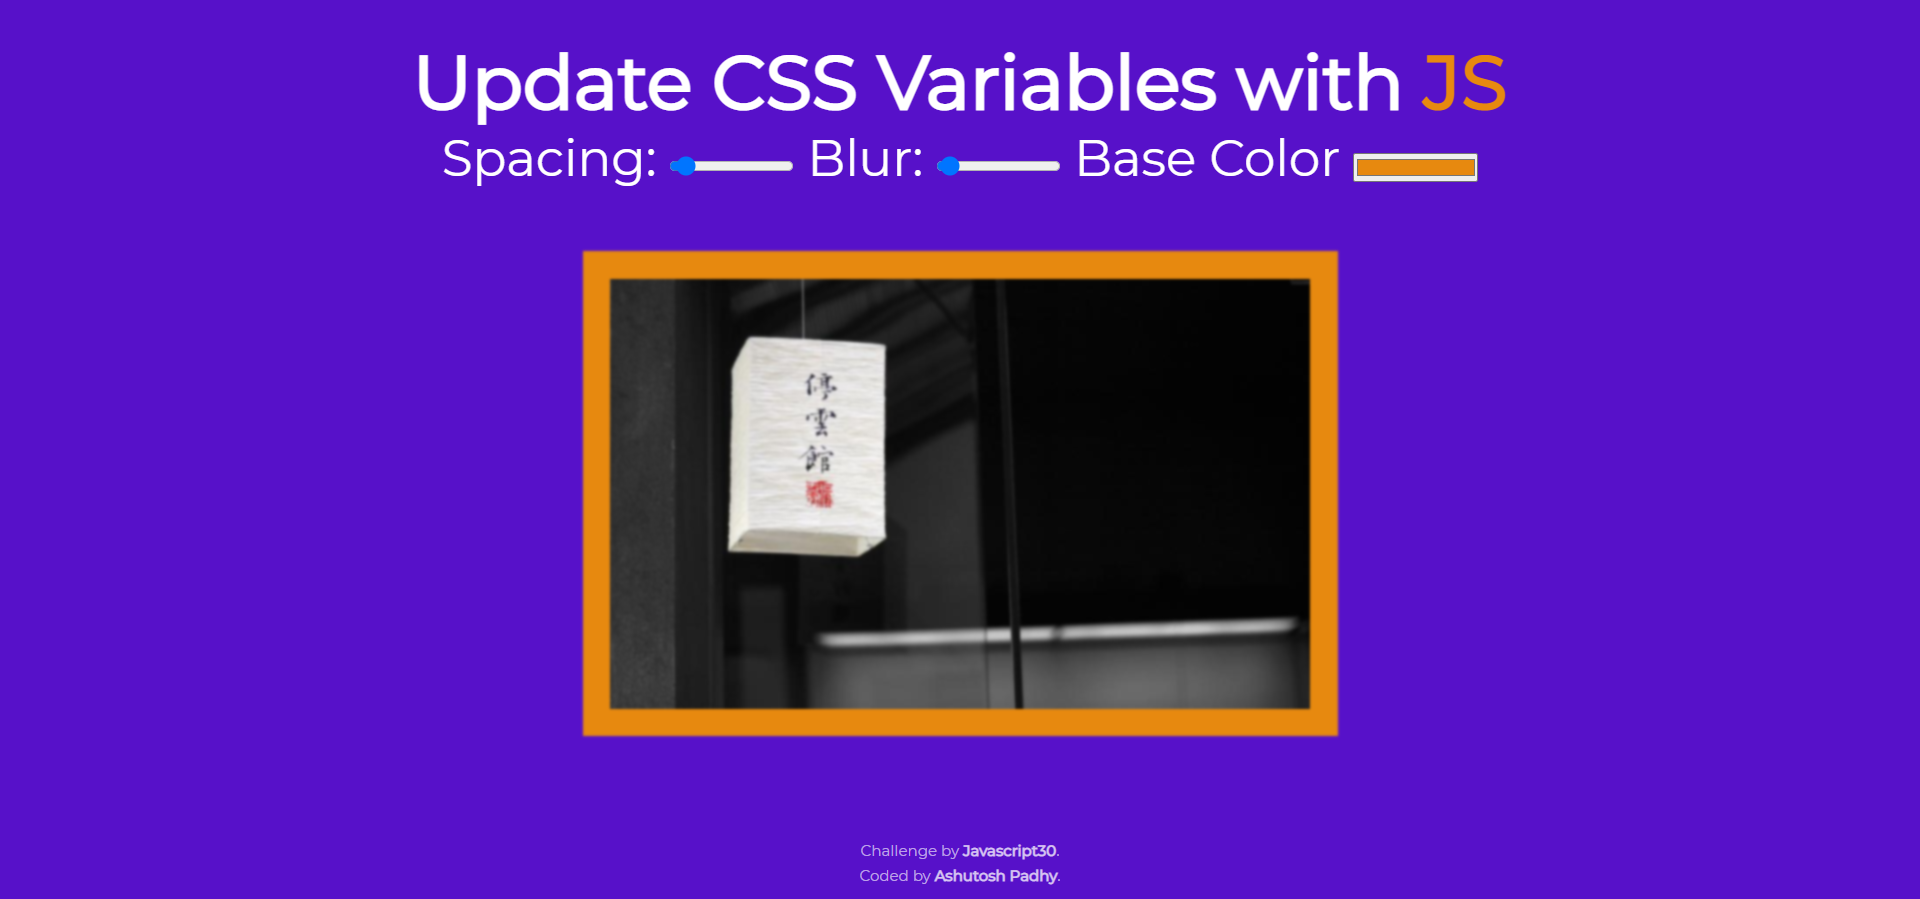 Update CSS Variables with JS
Spacing: Blur: Base Color
停
雲
館
Challenge by Javascript30.
Coded by Ashutosh Padhy.